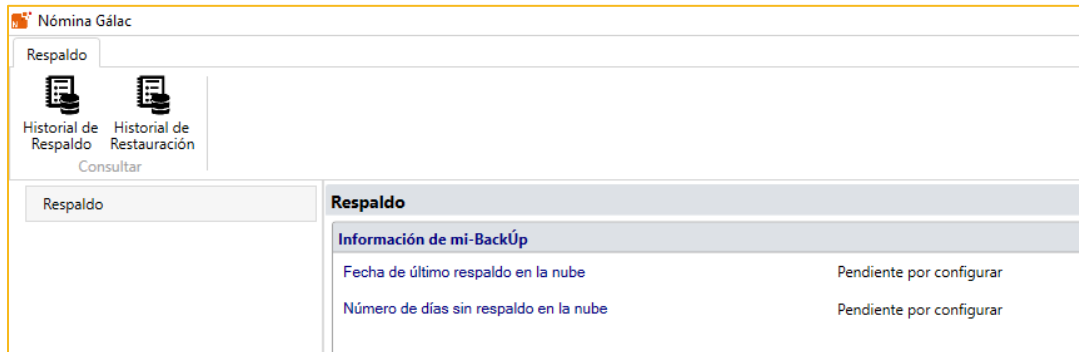 Nómina Gálac
Respaldo
Historial de Respaldo
Historial de Restauración
Consultar
Respaldo
Respaldo
Información de mi-BackÚp
Fecha de último respaldo en la nube Pendiente por configurar
Número de días sin respaldo en la nube Pendiente por configurar